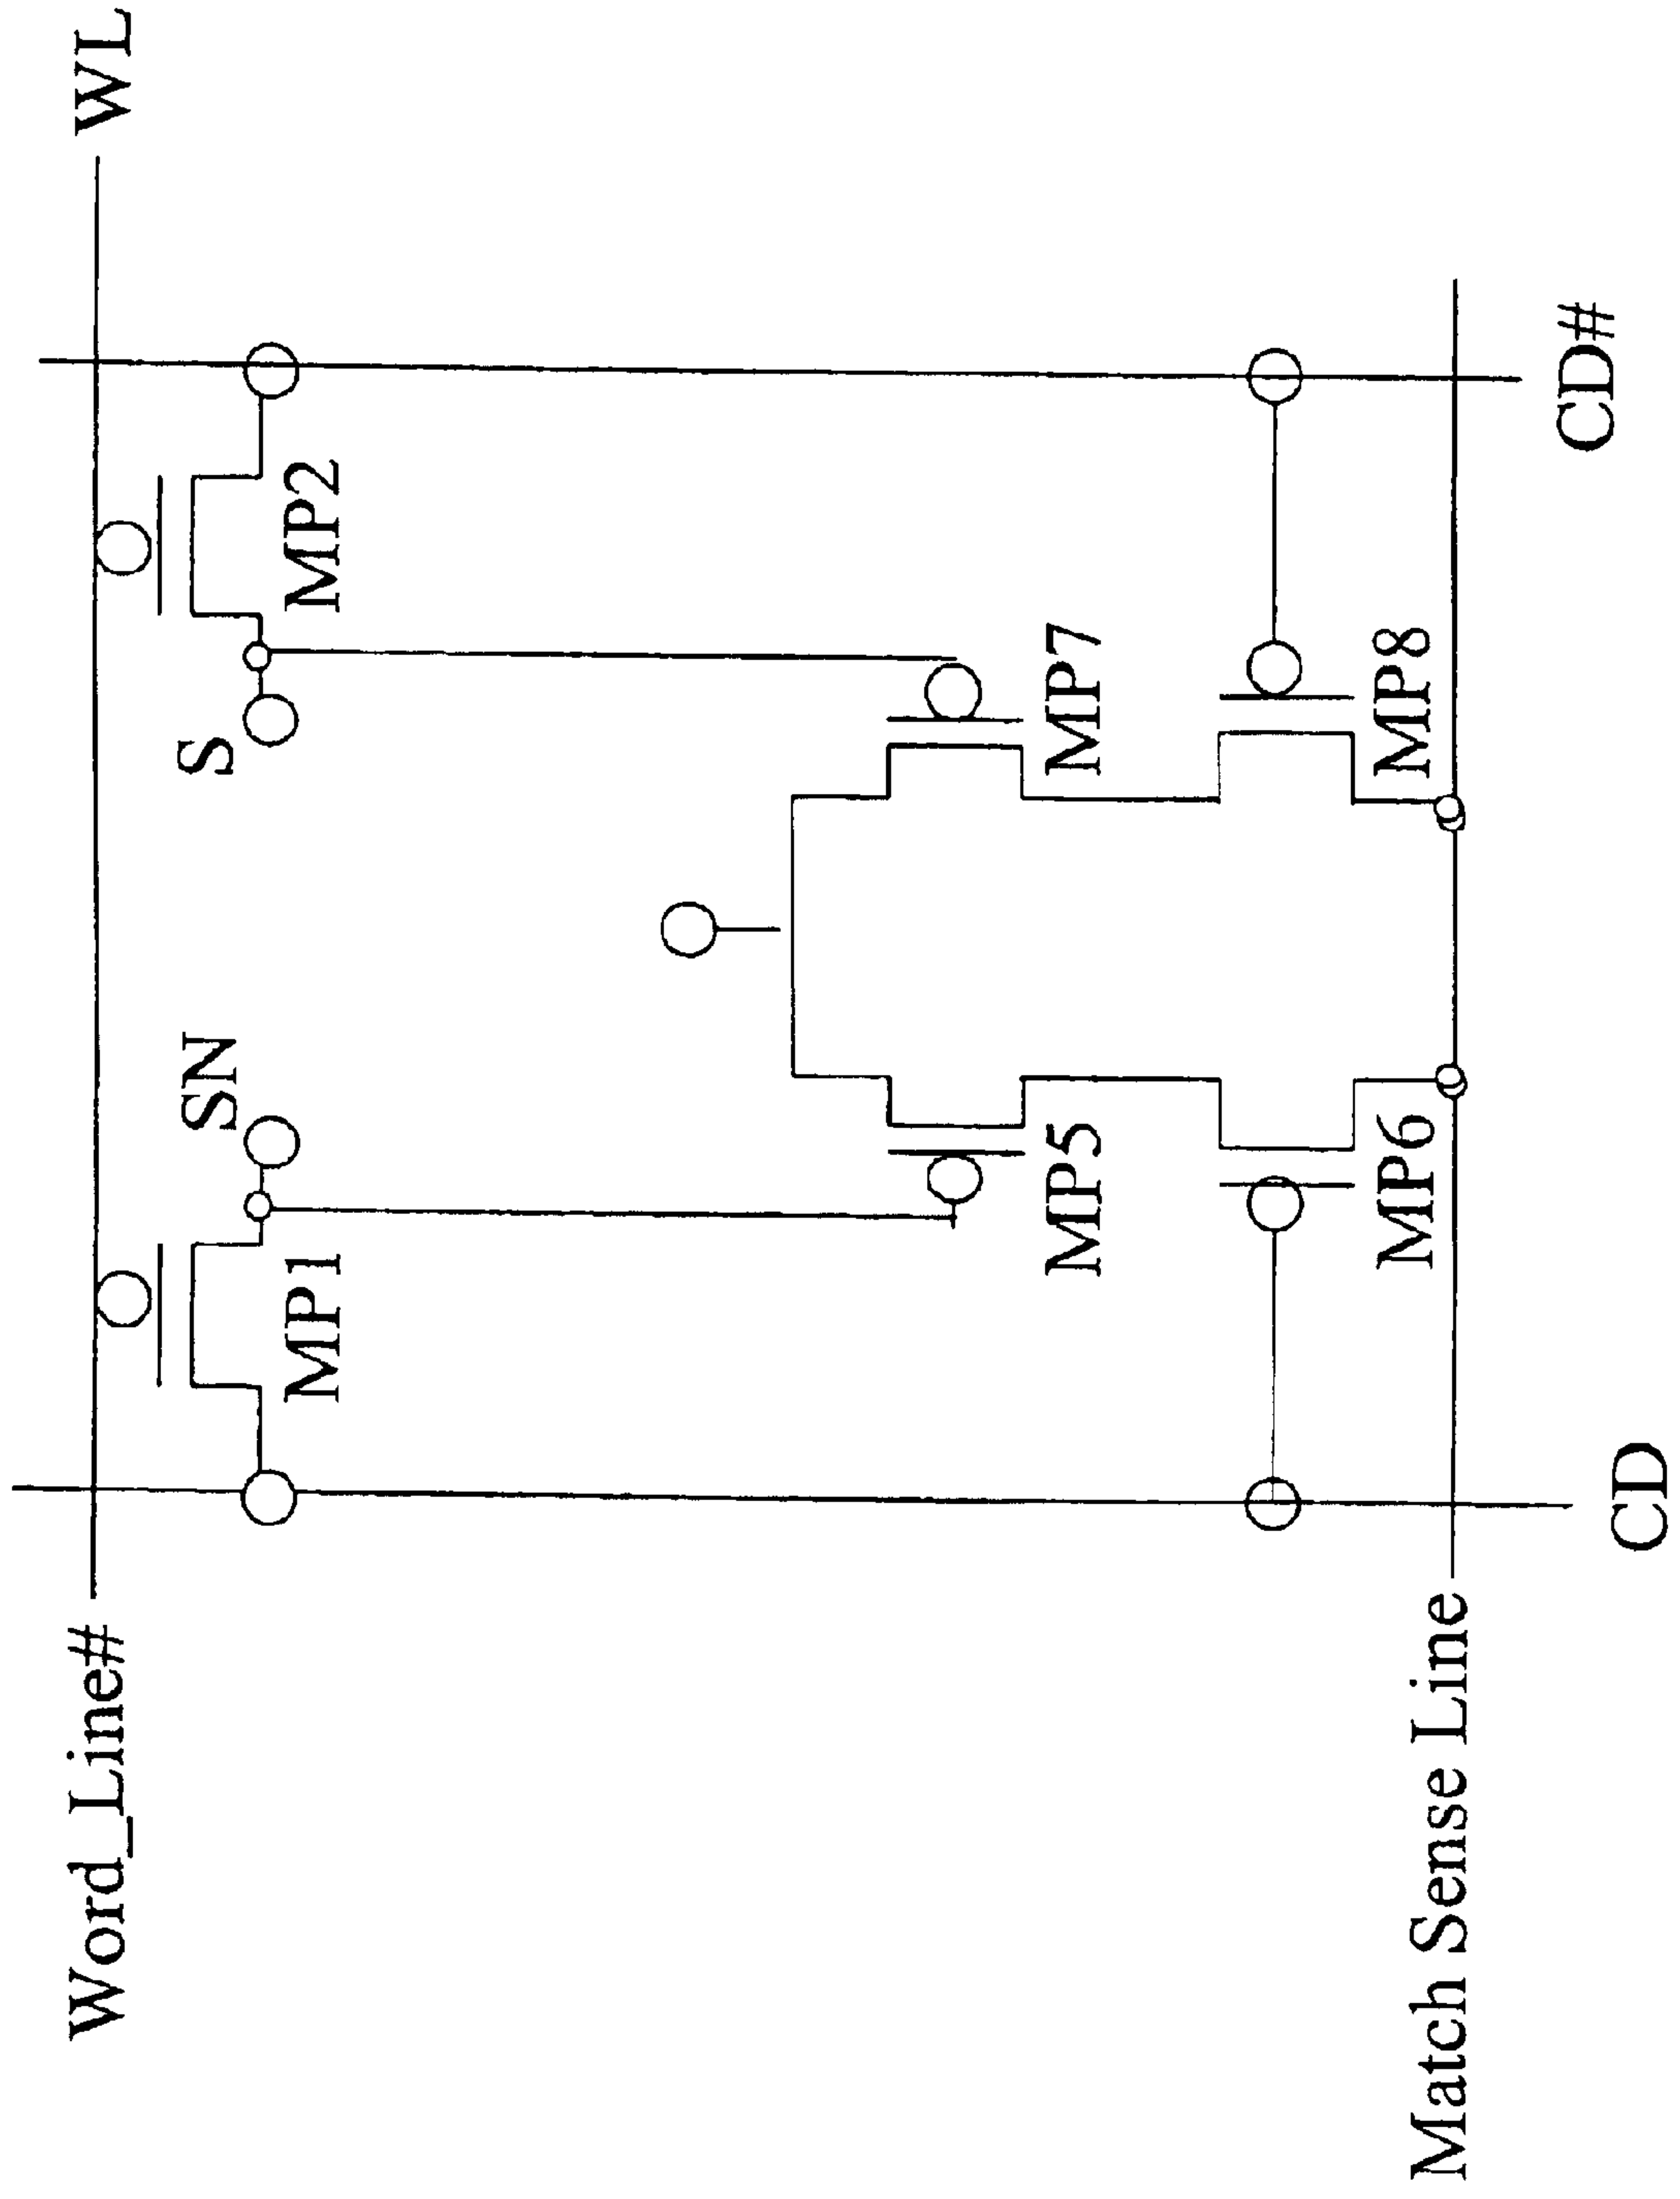 Word_Line#
WL
SN
S
MP1
MP2
MP5
MP7
MP6
MP8
Match Sense Line
CD
CD#